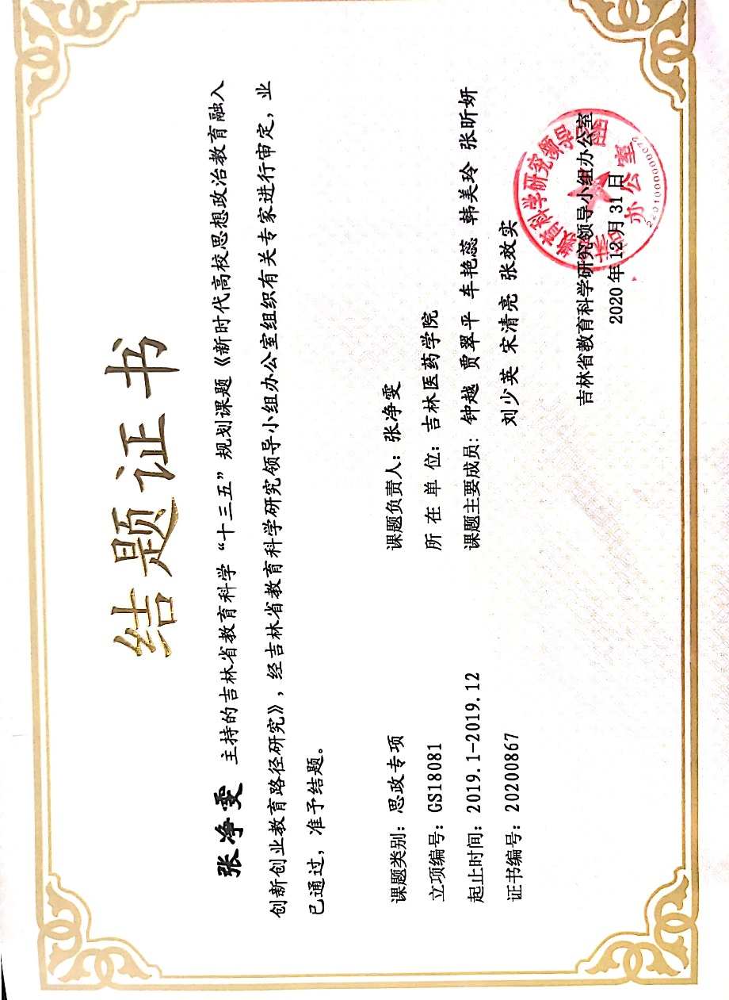 结题证书
张净雯 主持的吉林省教育科学“十三五”规划课题《新时代高校思想政治教育融入
创新创业教育路径研究》，经吉林省教育科学研究领导小组办公室组织有关专家进行审定，业
已通过，准予结题。
课题类别：思政专项
立项编号：GS18081
起止时间：2019.1-2019.12
证书编号：20200867
课题负责人：张净雯
所在单位：吉林医药学院
课题主要成员：钟越 贾翠平 车艳蕊 韩美玲 张昕妍
刘少英 宋清亮 张效实
吉林省教育科学研究领导小组办公室
2020年12月31日
教育科学研究领导
办公室